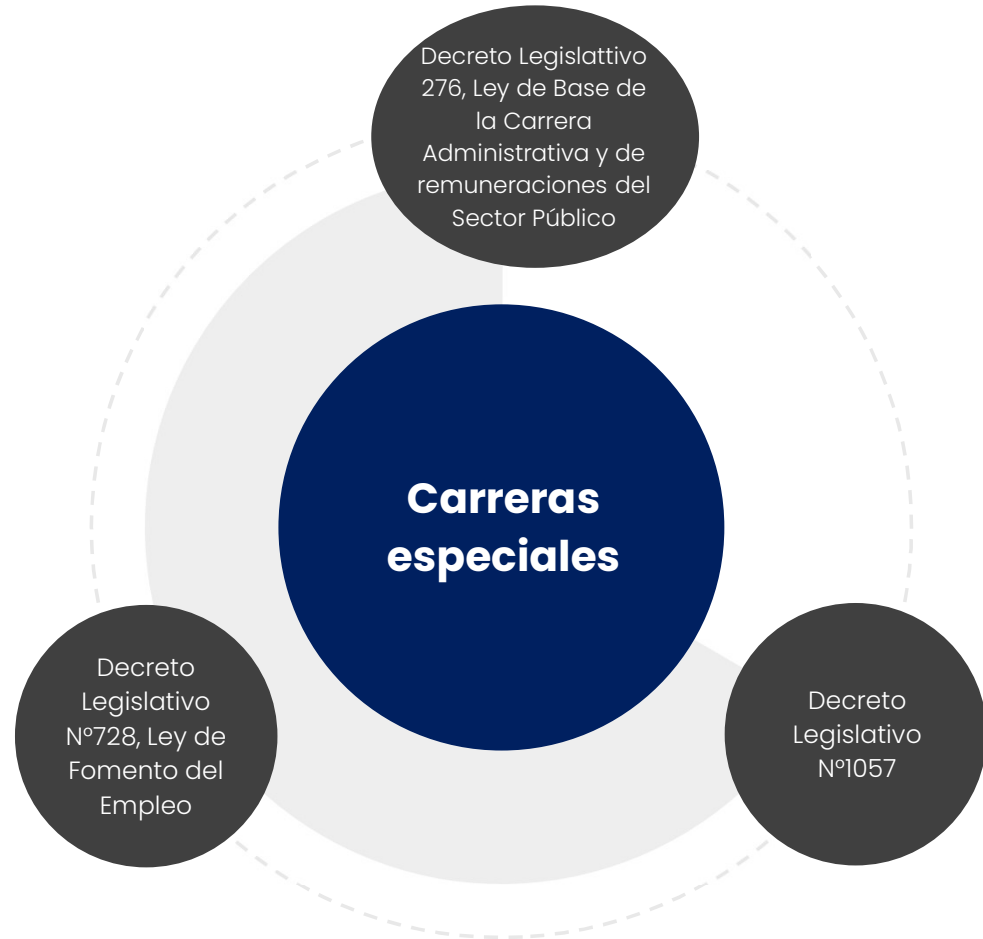 Decreto Legislattivo
276, Ley de Base de
la Carrera
Administrativa y de
remuneraciones del
Sector Público
Carreras
especiales
Decreto
Legislativo
N°728, Ley de
Fomento del
Empleo
Decreto
Legislativo
N°1057